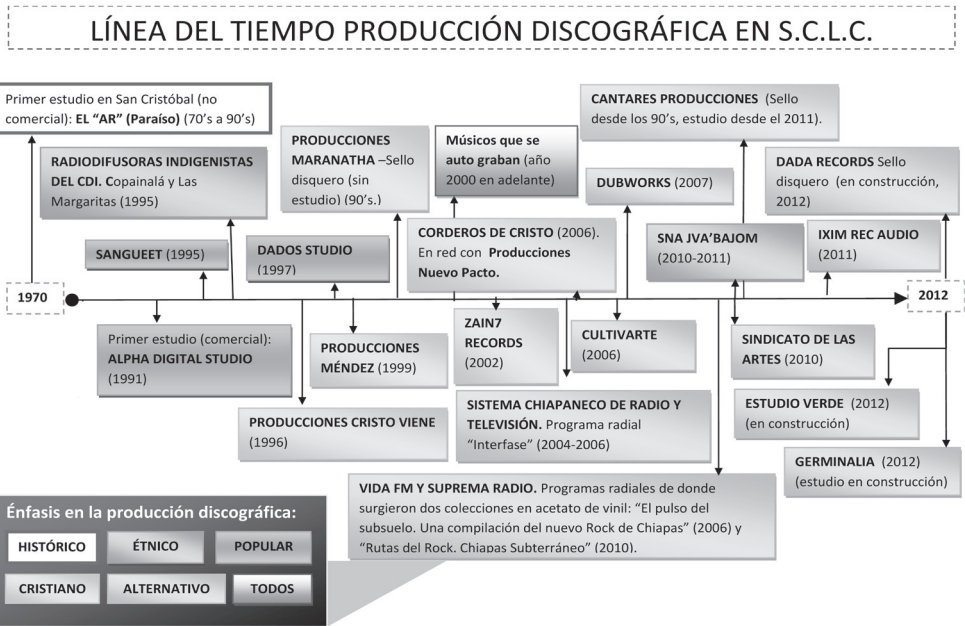 LÍNEA DEL TIEMPO PRODUCCIÓN DISCOGRÁFICA EN S.C.L.C.
Primer estudio en San Cristóbal (no
comercial): EL "AR" (Paraíso) (70's a 90's)
RADIODIFUSORAS INDIGENISTAS
DEL CDI. Copainalá y Las
Margaritas (1995)
SANGUEET (1995)
DADOS STUDIO
(1997)
PRODUCCIONES
MARANATHA –Sello
disquero (sin
estudio) (90's.)
Músicos que se
auto graban (año
2000 en adelante)
CORDEROS DE CRISTO (2006).
En red con Producciones
Nuevo Pacto.
CANTARES PRODUCCIONES (Sello
desde los 90's, estudio desde el 2011).
DUBWORKS (2007)
SNA JVA'BAJOM
(2010-2011)
DADA RECORDS Sello
disquero (en construcción,
2012)
IXIM REC AUDIO
(2011)
1970
2012
Primer estudio (comercial):
ALPHA DIGITAL STUDIO
(1991)
PRODUCCIONES
MÉNDEZ (1999)
PRODUCCIONES CRISTO VIENE
(1996)
ZAIN7
RECORDS
(2002)
CULTIVARTE
(2006)
SISTEMA CHIAPANECO DE RADIO Y
TELEVISIÓN. Programa radial
"Interfase" (2004-2006)
SINDICATO DE LAS
ARTES (2010)
ESTUDIO VERDE (2012)
(en construcción)
GERMINALIA (2012)
(estudio en construcción)
VIDA FM Y SUPREMA RADIO. Programas radiales de donde
surgieron dos colecciones en acetato de vinil: "El pulso del
subsuelo. Una compilación del nuevo Rock de Chiapas" (2006) y
"Rutas del Rock. Chiapas Subterráneo" (2010).
Énfasis en la producción discográfica:
HISTÓRICO
ÉTNICO
POPULAR
CRISTIANO
ALTERNATIVO
TODOS